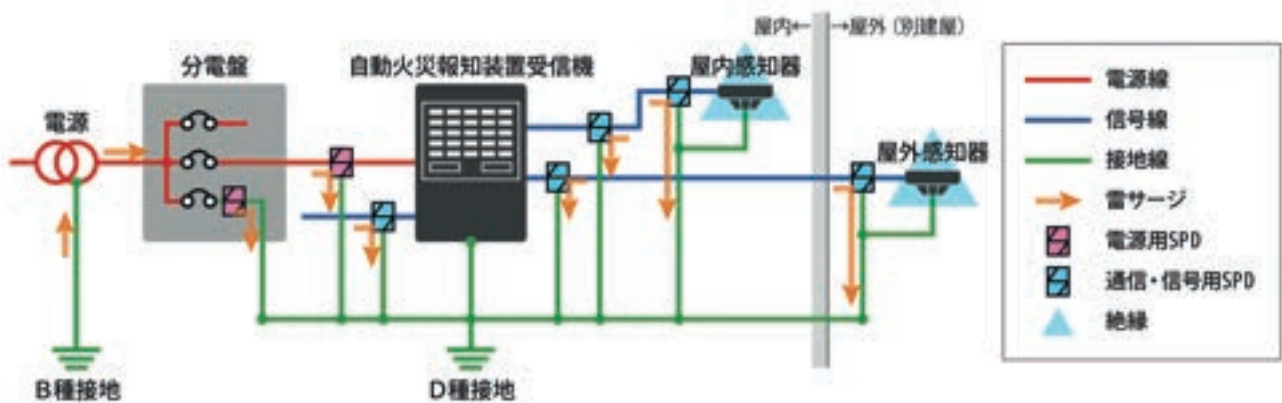 屋内←
→屋外（別建屋）
分電盤
自動火災報知装置受信機
屋内感知器
電源
屋外感知器
B種接地
D種接地
電源線
信号線
接地線
雷サージ
電源用SPD
通信・信号用SPD
絶縁